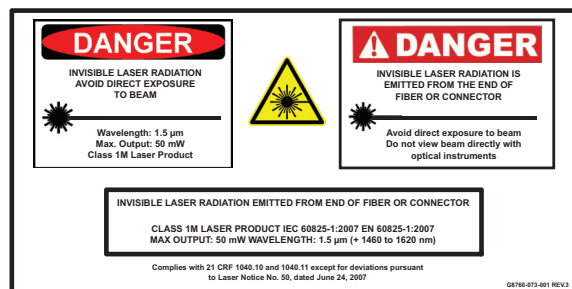 DANGER
INVISIBLE LASER RADIATION
AVOID DIRECT EXPOSURE
TO BEAM
Wavelength: 1.5 µm
Max. Output: 50 mW
Class 1M Laser Product
DANGER
INVISIBLE LASER RADIATION IS
EMITTED FROM THE END OF
FIBER OR CONNECTOR
Avoid direct exposure to beam
Do not view beam directly with
optical instruments
INVISIBLE LASER RADIATION EMITTED FROM END OF FIBER OR CONNECTOR
CLASS 1M LASER PRODUCT IEC 60825-1:2007 EN 60825-1:2007
MAX OUTPUT: 50 mW WAVELENGTH: 1.5 µm (+ 1460 to 1620 nm)
Complies with 21 CRF 1040.10 and 1040.11 except for deviations pursuant
to Laser Notice No. 50, dated June 24, 2007
G8760-073-001 REV.3